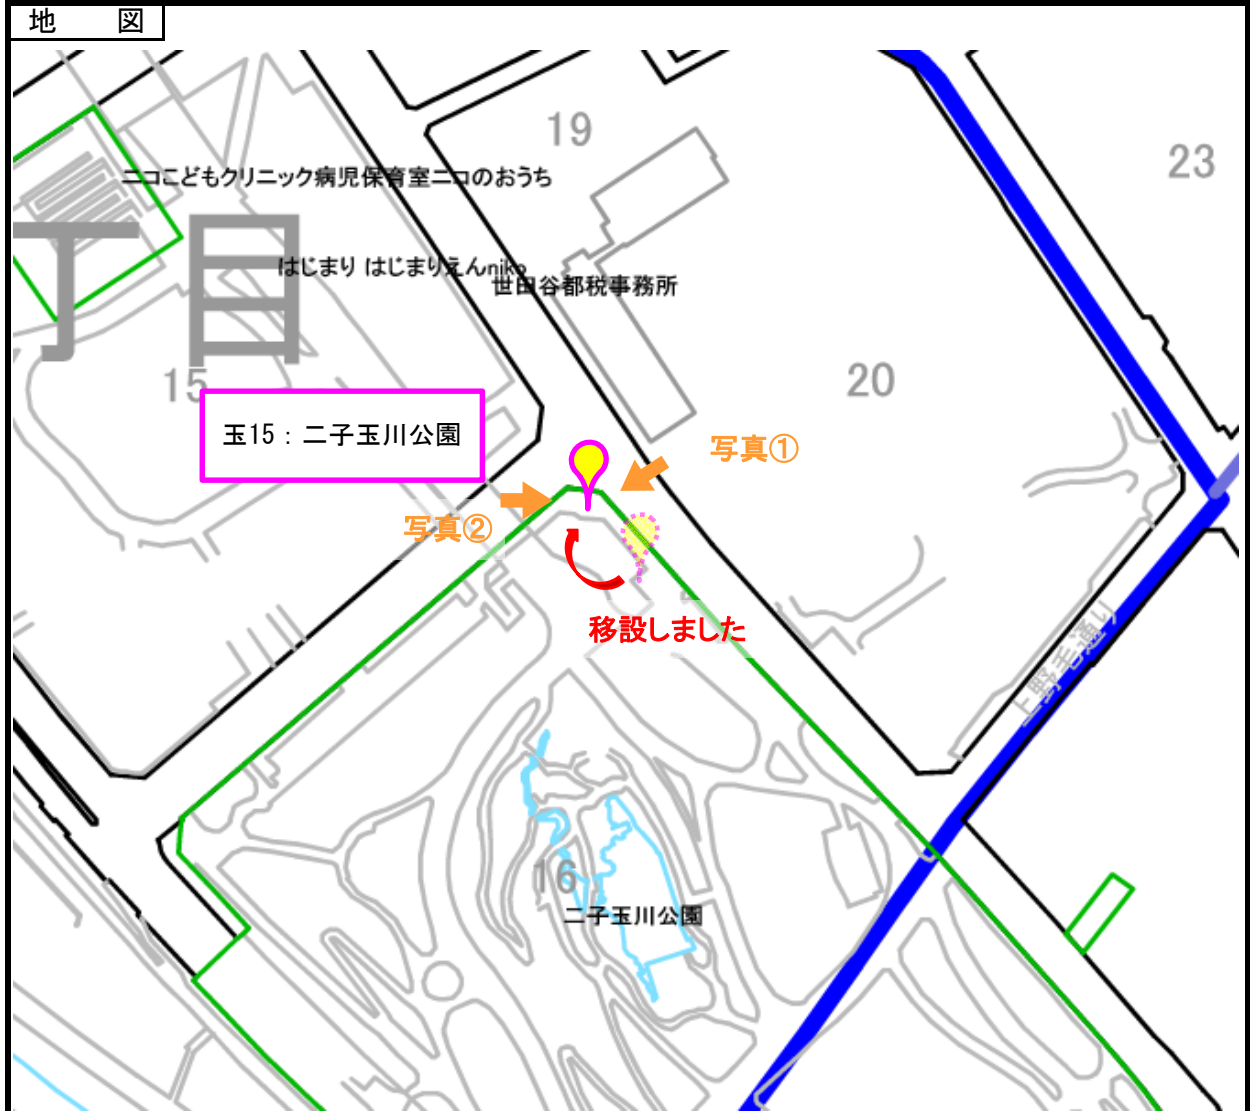 地　図
19
23
ニコこどもクリニック病児保育室ニコのおうち
丁目
はじまり はじまりえんniko
世田谷都税事務所
15
20
玉15：二子玉川公園
写真①
写真②
移設しました
上野毛通り
16
二子玉川公園